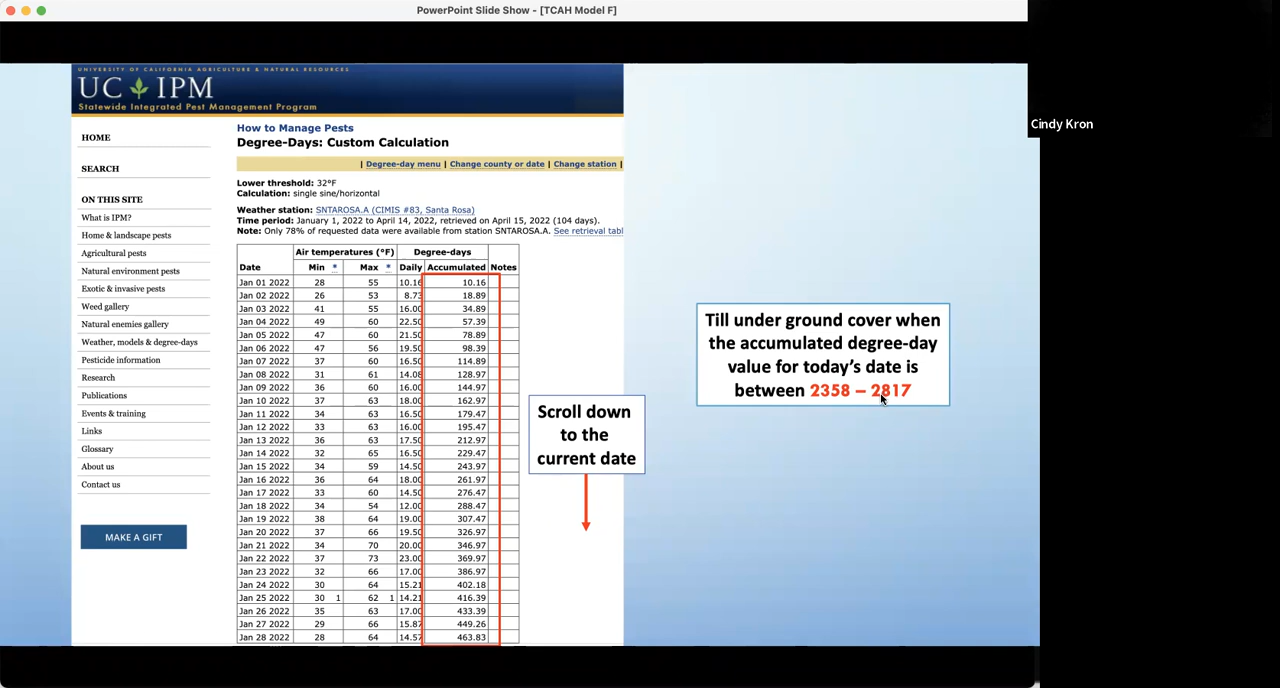 PowerPoint Slide Show - [TCAH Model F]
Cindy Kron
UNIVERSITY OF CALIFORNIA AGRICULTURE & NATURAL RESOURCES
UC IPM
Statewide Integrated Pest Management Program
HOME
SEARCH
ON THIS SITE
What is IPM?
Home & landscape pests
Agricultural pests
Natural environment pests
Exotic & invasive pests
Weed gallery
Natural enemies gallery
Weather, models & degree-days
Pesticide information
Research
Publications
Events & training
Links
Glossary
About us
Contact us
MAKE A GIFT
How to Manage Pests
Degree-Days: Custom Calculation
| Degree-day menu | Change county or date | Change station |
Lower threshold: 32°F
Calculation: single sine/horizontal
Weather station: SNTAROSA.A (CIMIS #83, Santa Rosa)
Time period: January 1, 2022 to April 14, 2022, retrieved on April 15, 2022 (104 days).
Note: Only 78% of requested data were available from station SNTAROSA.A. See retrieval tabl
Air temperatures (°F) Degree-days
Date Min * Max * Daily Accumulated Notes
Jan 01 2022 28 55 10.16 10.16
Jan 02 2022 26 53 8.73 18.89
Jan 03 2022 41 55 16.00 34.89
Jan 04 2022 49 60 22.50 57.39
Jan 05 2022 47 60 21.50 78.89
Jan 06 2022 47 56 19.50 98.39
Jan 07 2022 37 60 16.50 114.89
Jan 08 2022 31 61 14.08 128.97
Jan 09 2022 36 60 16.00 144.97
Jan 10 2022 37 63 18.00 162.97
Jan 11 2022 34 63 16.50 179.47
Jan 12 2022 33 63 16.00 195.47
Jan 13 2022 36 63 17.50 212.97
Jan 14 2022 32 65 16.50 229.47
Jan 15 2022 34 59 14.50 243.97
Jan 16 2022 36 64 18.00 261.97
Jan 17 2022 33 60 14.50 276.47
Jan 18 2022 34 54 12.00 288.47
Jan 19 2022 38 64 19.00 307.47
Jan 20 2022 37 66 19.50 326.97
Jan 21 2022 34 70 20.00 346.97
Jan 22 2022 37 73 23.00 369.97
Jan 23 2022 32 66 17.00 386.97
Jan 24 2022 30 64 15.21 402.18
Jan 25 2022 30 1 62 1 14.21 416.39
Jan 26 2022 35 63 17.00 433.39
Jan 27 2022 29 66 15.87 449.26
Jan 28 2022 28 64 14.57 463.83
Scroll down
to the
current date
Till under ground cover when
the accumulated degree-day
value for today's date is
between 2358 – 2817